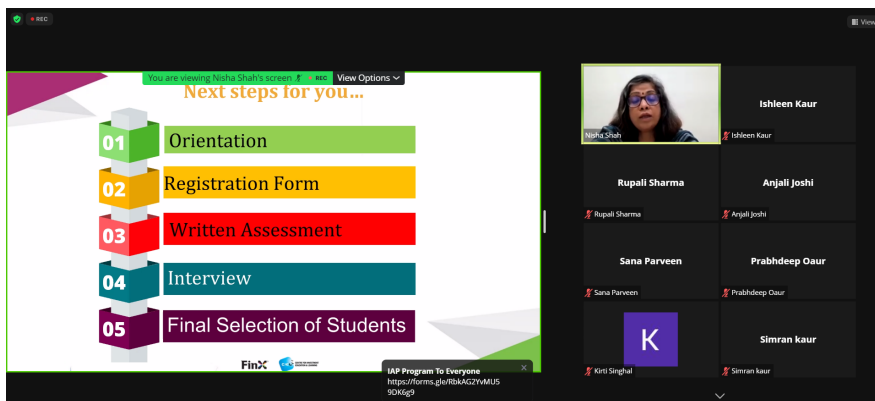 REC
View
You are viewing Nisha Shah's screen REC View Options
Next steps for you...
01 Orientation
02 Registration Form
03 Written Assessment
04 Interview
05 Final Selection of Students
FinX
IAP Program To Everyone
https://forms.gle/RbkAG2YvMU5
9DK6g9
Nisha Shah
Ishleen Kaur
Ishleen Kaur
Rupali Sharma
Rupali Sharma
Anjali Joshi
Anjali Joshi
Sana Parveen
Sana Parveen
Prabhdeep Oaur
Prabhdeep Oaur
K
Kirti Singhal
Simran kaur
Simran kaur